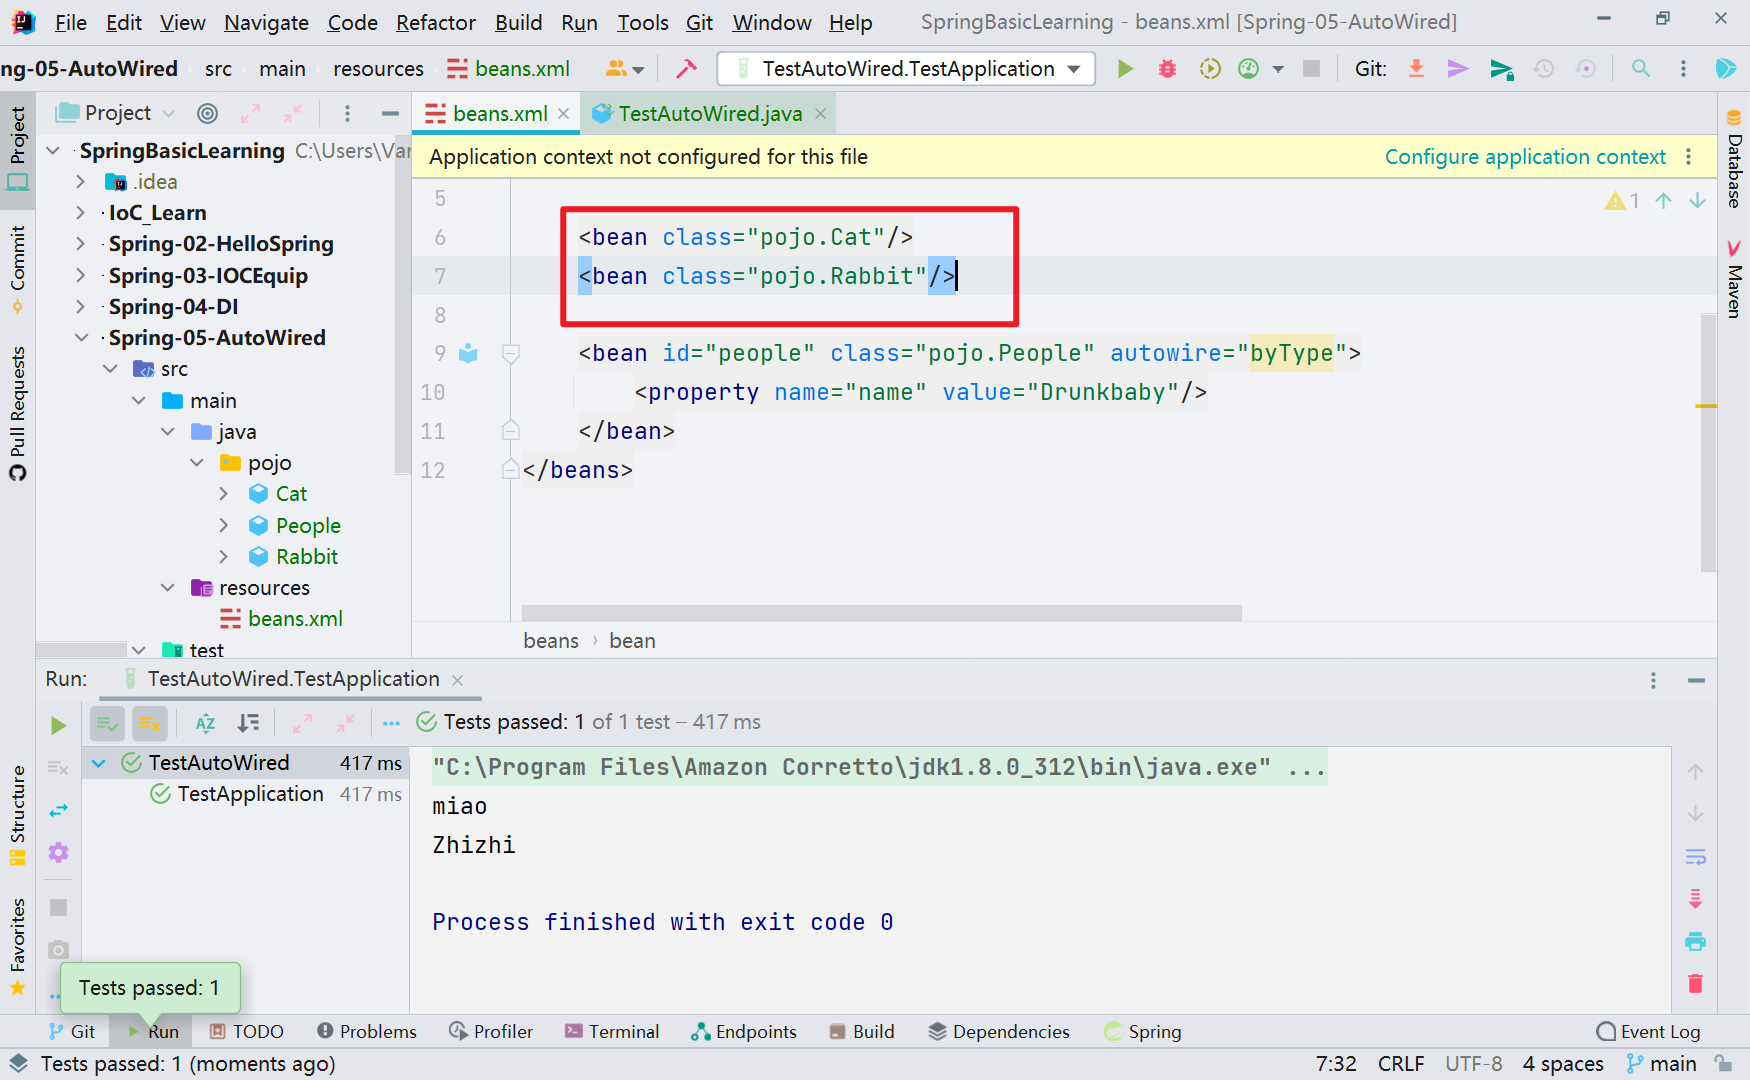 File Edit View Navigate Code Refactor Build Run Tools Git Window Help SpringBasicLearning - beans.xml [Spring-05-AutoWired]
ng-05-AutoWired src main resources beans.xml TestAutoWired.TestApplication Git:
Project
beans.xml TestAutoWired.java
Application context not configured for this file Configure application context
SpringBasicLearning C:\Users\Var
.idea
IoC_Learn
Spring-02-HelloSpring
Spring-03-IOCEquip
Spring-04-DI
Spring-05-AutoWired
src
main
java
pojo
Cat
People
Rabbit
resources
beans.xml
test
5
6 <bean class="pojo.Cat"/>
7 <bean class="pojo.Rabbit"/>
8
9 <bean id="people" class="pojo.People" autowire="byType">
10 <property name="name" value="Drunkbaby"/>
11 </bean>
12 </beans>
1
beans › bean
Project
Commit
Pull Requests
Structure
Favorites
Database
Maven
Run: TestAutoWired.TestApplication
Tests passed: 1 of 1 test – 417 ms
TestAutoWired 417 ms
TestApplication 417 ms
"C:\Program Files\Amazon Corretto\jdk1.8.0_312\bin\java.exe" ...
miao
Zhizhi
Process finished with exit code 0
Tests passed: 1
Git Run TODO Problems Profiler Terminal Endpoints Build Dependencies Spring Event Log
Tests passed: 1 (moments ago) 7:32 CRLF UTF-8 4 spaces main